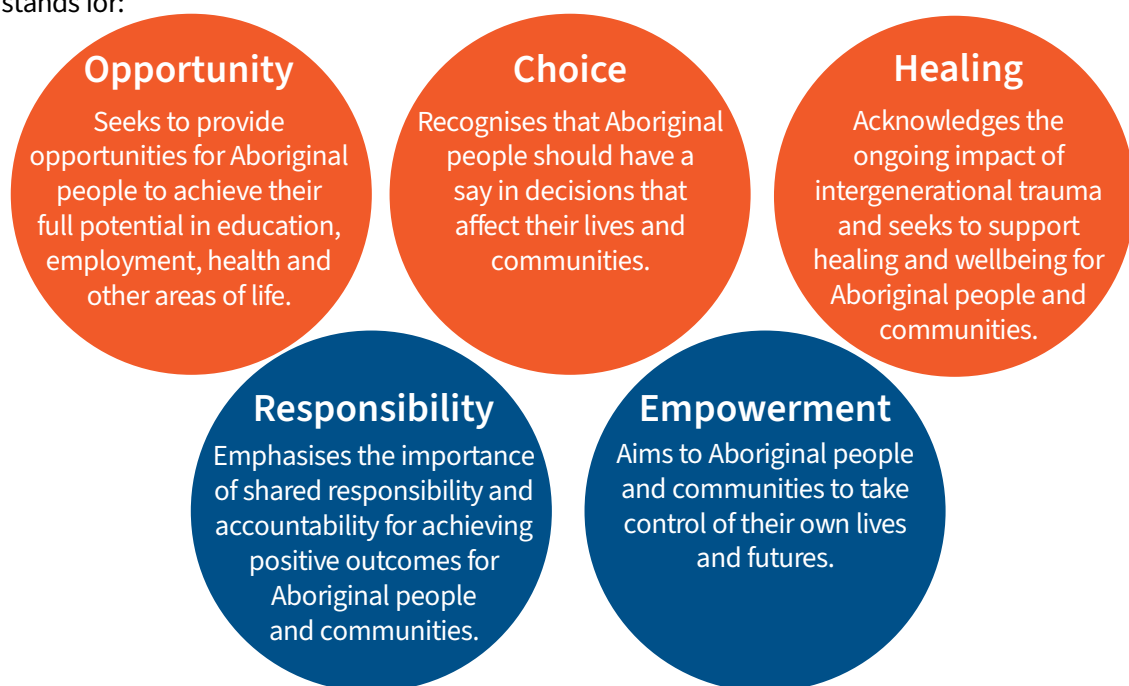 stands for:
Opportunity
Seeks to provide
opportunities for Aboriginal
people to achieve their
full potential in education,
employment, health and
other areas of life.
Choice
Recognises that Aboriginal
people should have a
say in decisions that
affect their lives and
communities.
Healing
Acknowledges the
ongoing impact of
intergenerational trauma
and seeks to support
healing and wellbeing for
Aboriginal people and
communities.
Responsibility
Emphasises the importance
of shared responsibility and
accountability for achieving
positive outcomes for
Aboriginal people
and communities.
Empowerment
Aims to Aboriginal people
and communities to take
control of their own lives
and futures.